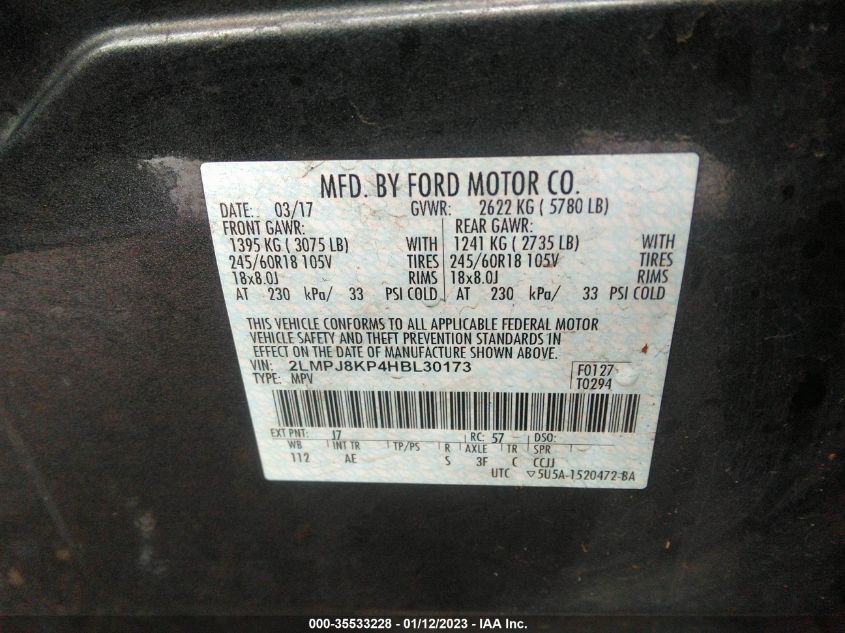 MFD. BY FORD MOTOR CO.
DATE: 03/17 GVWR: 2622 KG ( 5780 LB)
FRONT GAWR: REAR GAWR:
1395 KG ( 3075 LB) WITH 1241 KG ( 2735 LB) WITH
245/60R18 105V TIRES 245/60R18 105V TIRES
18x8.0J RIMS 18x8.0J RIMS
AT 230 kPa/ 33 PSI COLD AT 230 kPa/ 33 PSI COLD
THIS VEHICLE CONFORMS TO ALL APPLICABLE FEDERAL MOTOR
VEHICLE SAFETY AND THEFT PREVENTION STANDARDS IN
EFFECT ON THE DATE OF MANUFACTURE SHOWN ABOVE.
VIN: 2LMPJ8KP4HBL30173 F0127
TYPE: MPV T0294
EXT PNT: J7 RC: 57 DSO:
WB INT TR TP/PS R AXLE TR SPR
112 AE S 3F C CCJJ
UTC ▽5U5A-1520472-BA
000-35533228 - 01/12/2023 - IAA Inc.